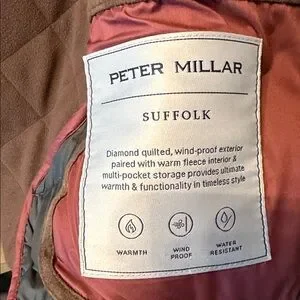 PETER MILLAR
SUFFOLK
Diamond quilted, wind-proof exterior
paired with warm fleece interior &
multi-pocket storage provides ultimate
warmth & functionality in timeless style
WARMTH
WIND
PROOF
WATER
RESISTANT